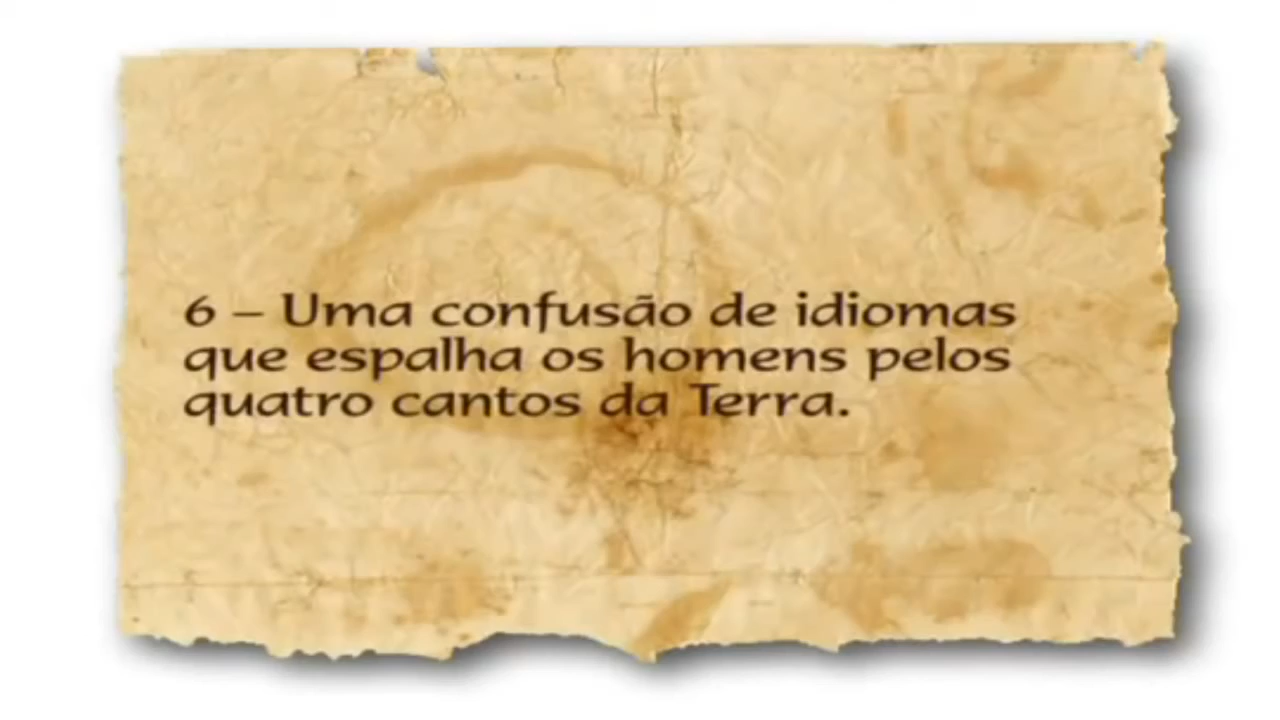 6 – Uma confusão de idiomas
que espalha os homens pelos
quatro cantos da Terra.